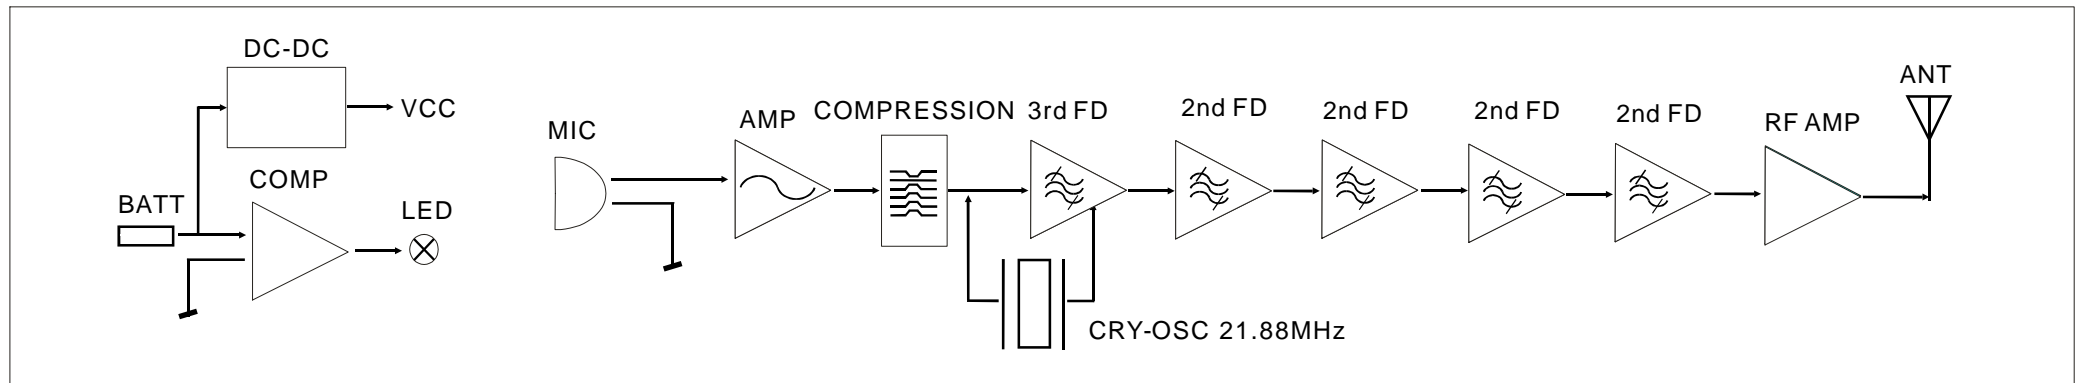 DC-DC
VCC
COMP
BATT
LED
MIC
AMP
COMPRESSION
3rd FD
2nd FD
2nd FD
2nd FD
2nd FD
RF AMP
ANT
CRY-OSC 21.88MHz